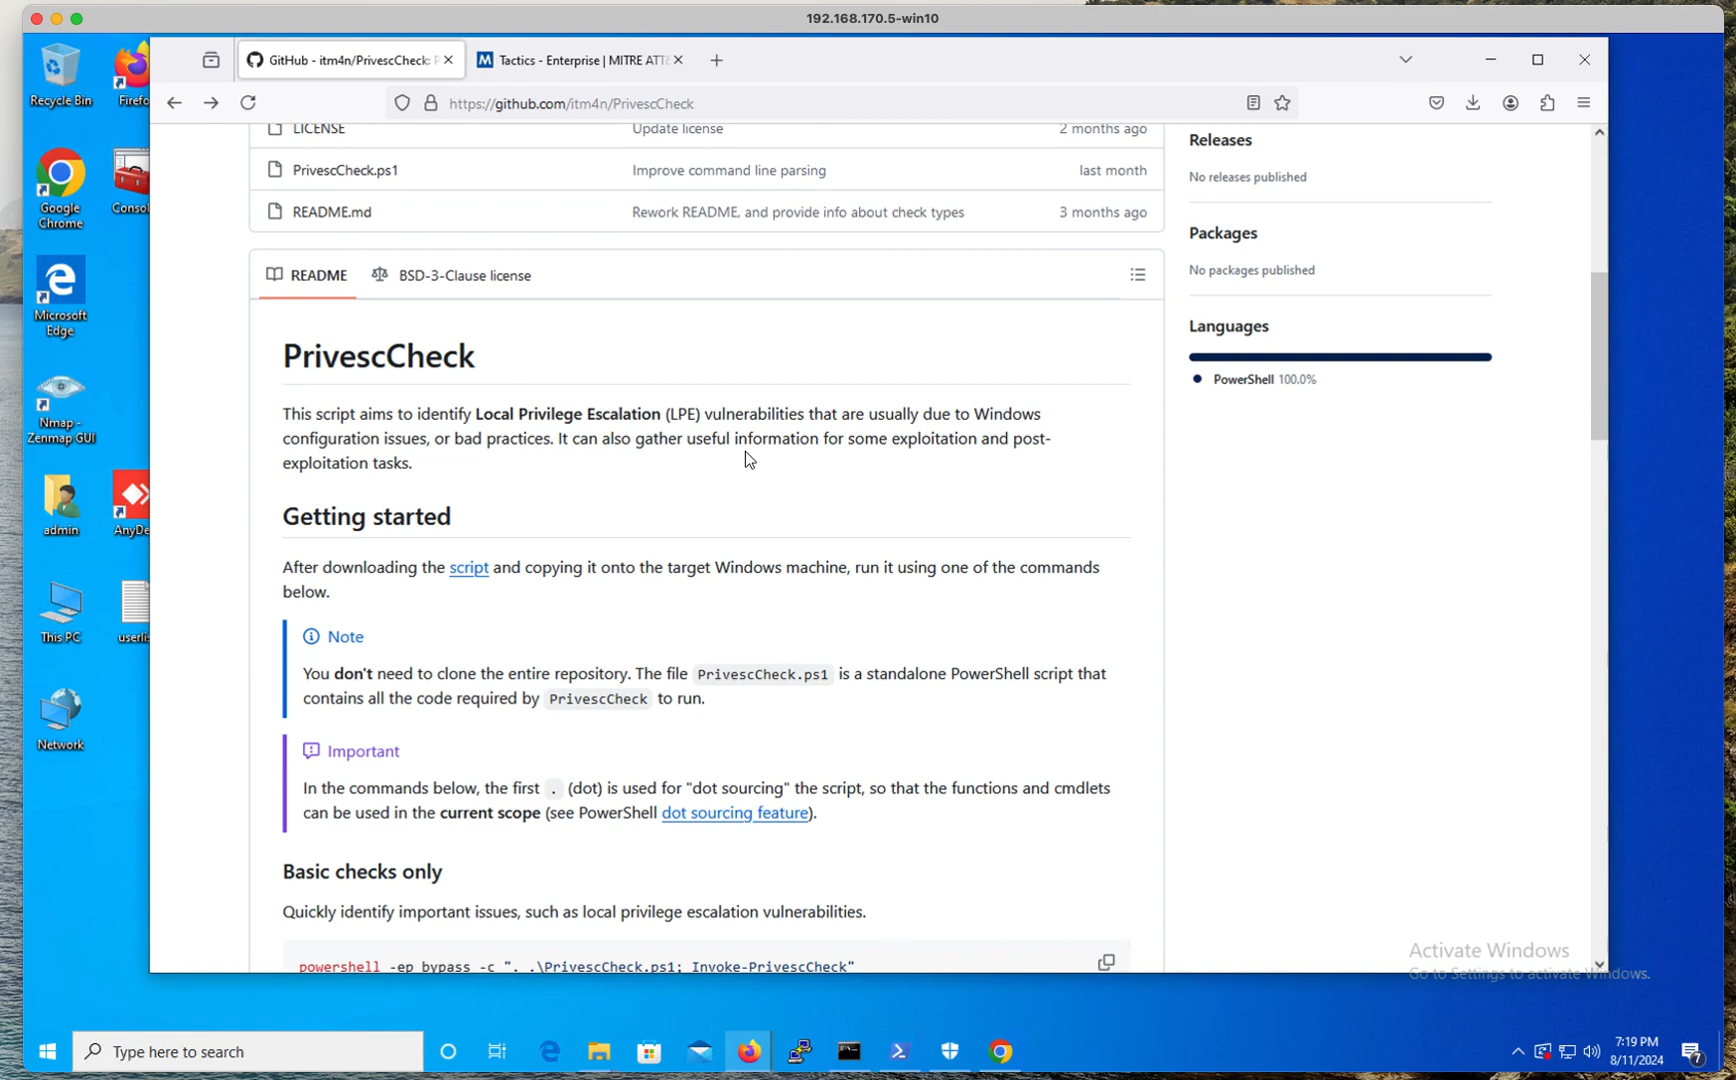 192.168.170.5-win10
GitHub - itm4n/PrivescCheck: P
Tactics - Enterprise | MITRE ATT&
https://github.com/itm4n/PrivescCheck
LICENSE
Update license
2 months ago
PrivescCheck.ps1
Improve command line parsing
last month
README.md
Rework README, and provide info about check types
3 months ago
README
BSD-3-Clause license
PrivescCheck
This script aims to identify Local Privilege Escalation (LPE) vulnerabilities that are usually due to Windows
configuration issues, or bad practices. It can also gather useful information for some exploitation and post-
exploitation tasks.
Getting started
After downloading the script and copying it onto the target Windows machine, run it using one of the commands
below.
Note
You don't need to clone the entire repository. The file PrivescCheck.ps1 is a standalone PowerShell script that
contains all the code required by PrivescCheck to run.
Important
In the commands below, the first . (dot) is used for "dot sourcing" the script, so that the functions and cmdlets
can be used in the current scope (see PowerShell dot sourcing feature).
Basic checks only
Quickly identify important issues, such as local privilege escalation vulnerabilities.
powershell -ep bypass -c ". .\PrivescCheck.ps1; Invoke-PrivescCheck"
Releases
No releases published
Packages
No packages published
Languages
PowerShell 100.0%
Recycle Bin
Firefo
Google
Chrome
Consol
Microsoft
Edge
Nmap -
Zenmap GUI
admin
AnyDe
This PC
userlis
Network
Activate Windows
Go to Settings to activate Windows.
Type here to search
7:19 PM
8/11/2024
7